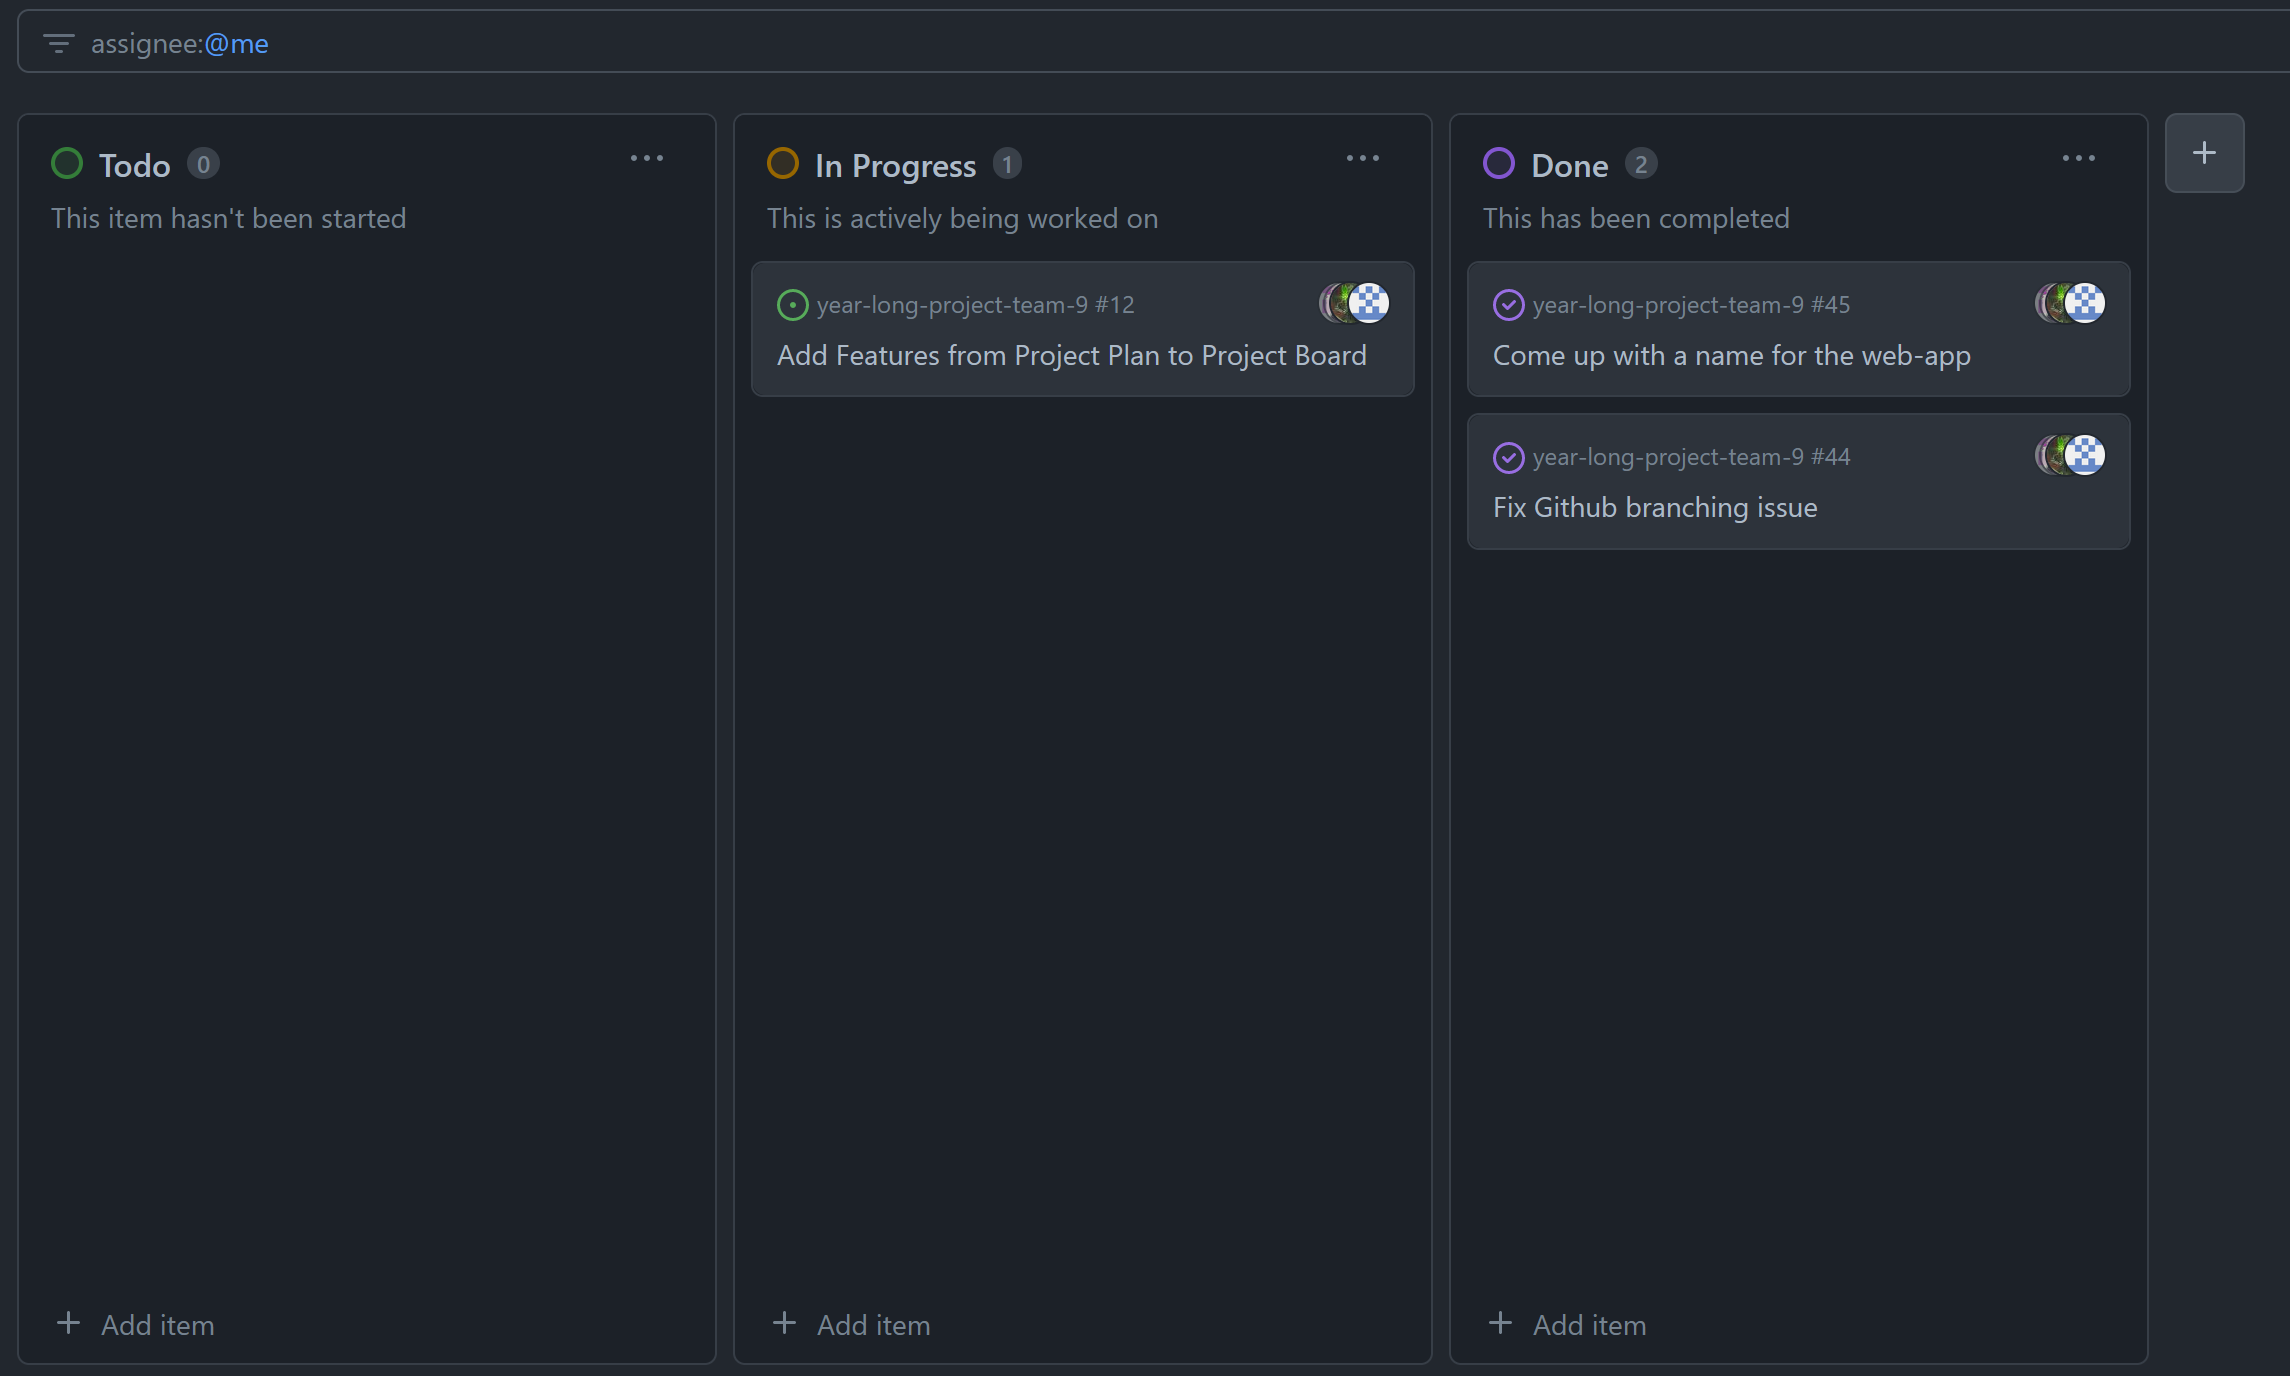 assignee:@me
Todo 0
This item hasn't been started
Add item
In Progress 1
This is actively being worked on
year-long-project-team-9 #12
Add Features from Project Plan to Project Board
Add item
Done 2
This has been completed
year-long-project-team-9 #45
Come up with a name for the web-app
year-long-project-team-9 #44
Fix Github branching issue
Add item